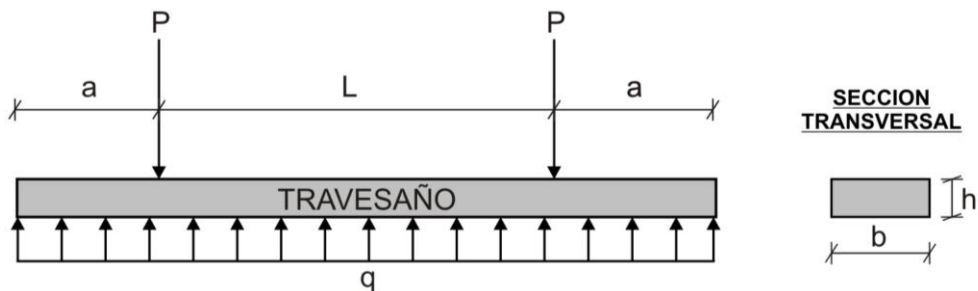 P
P
a
L
a
SECCION
TRANSVERSAL
TRAVESAÑO
h
b
q